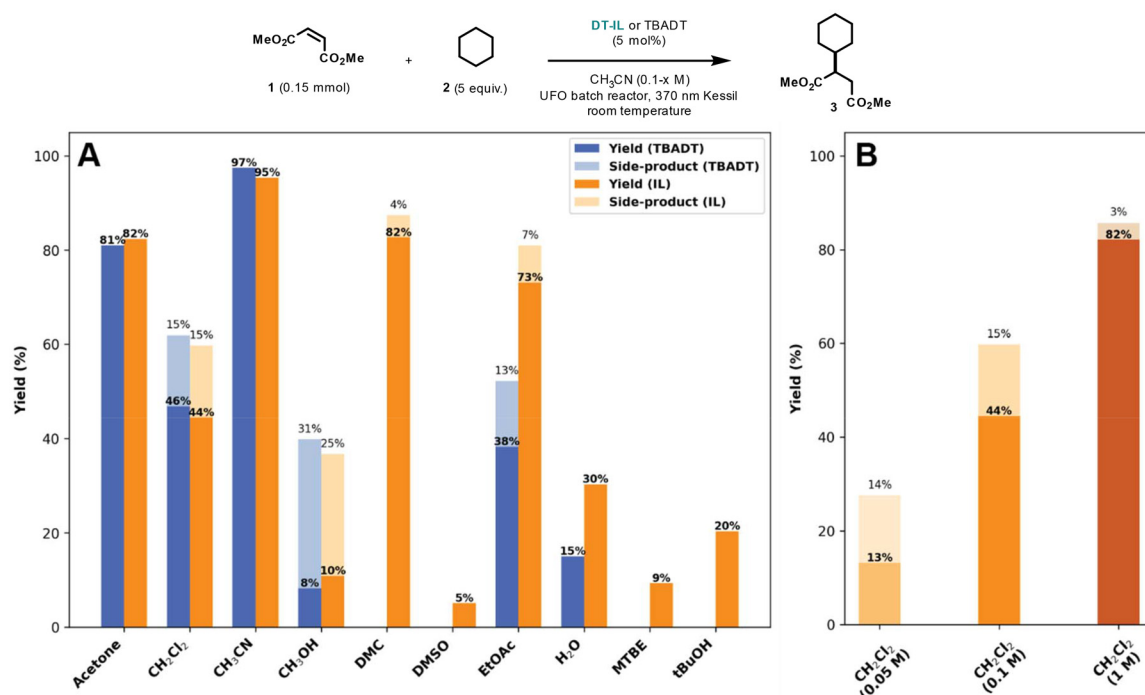 MeO₂C
CO₂Me
1 (0.15 mmol)
+
2 (5 equiv.)
DT-IL or TBADT
(5 mol%)
CH₃CN (0.1-x M)
UFO batch reactor, 370 nm Kessil
room temperature
MeO₂C
3
CO₂Me
A
Yield (TBADT)
Side-product (TBADT)
Yield (IL)
Side-product (IL)
Yield (%)
100
80
60
40
20
0
81%
82%
15%
46%
15%
44%
97%
95%
31%
8%
25%
10%
4%
82%
5%
13%
38%
7%
73%
15%
30%
9%
20%
Acetone
CH₂Cl₂
CH₃CN
CH₃OH
DMC
DMSO
EtOAc
H₂O
MTBE
tBuOH
B
Yield (%)
100
80
60
40
20
0
14%
13%
15%
44%
3%
82%
CH₂Cl₂
(0.05 M)
CH₂Cl₂
(0.1 M)
CH₂Cl₂
(1 M)